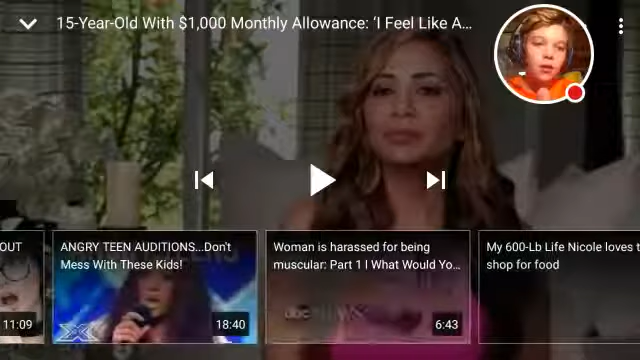 15-Year-Old With $1,000 Monthly Allowance: ‘I Feel Like A...
OUT
11:09
ANGRY TEEN AUDITIONS...Don't
Mess With These Kids!
18:40
Woman is harassed for being
muscular: Part 1 l What Would Yo...
abc
6:43
My 600-Lb Life Nicole loves t
shop for food